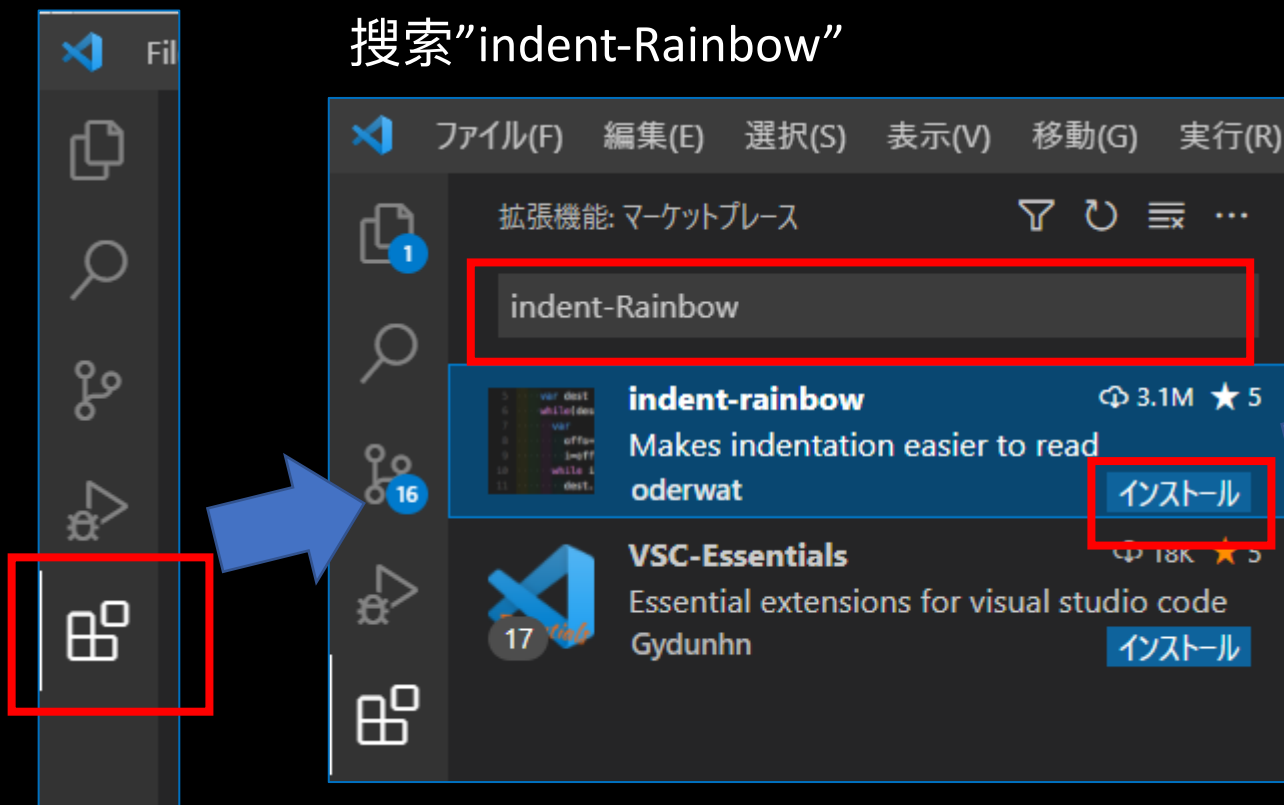 搜索”indent-Rainbow”
Fil
ファイル(F) 編集(E) 選択(S) 表示(V) 移動(G) 実行(R)
拡張機能: マーケットプレース
1
indent-Rainbow
indent-rainbow 3.1M ★ 5
Makes indentation easier to read
oderwat インストール
16
VSC-Essentials 18K ★ 5
Essential extensions for visual studio code
17
Gydunhn インストール